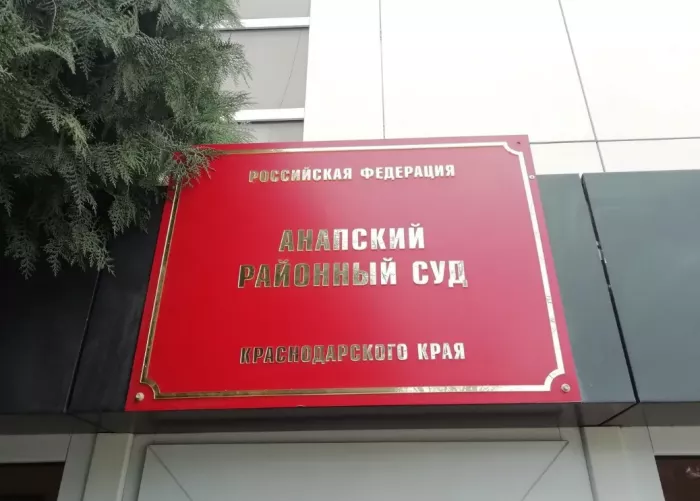 РОССИЙСКАЯ ФЕДЕРАЦИЯ
АНАПСКИЙ
РАЙОННЫЙ СУД
КРАСНОДАРСКОГО КРАЯ